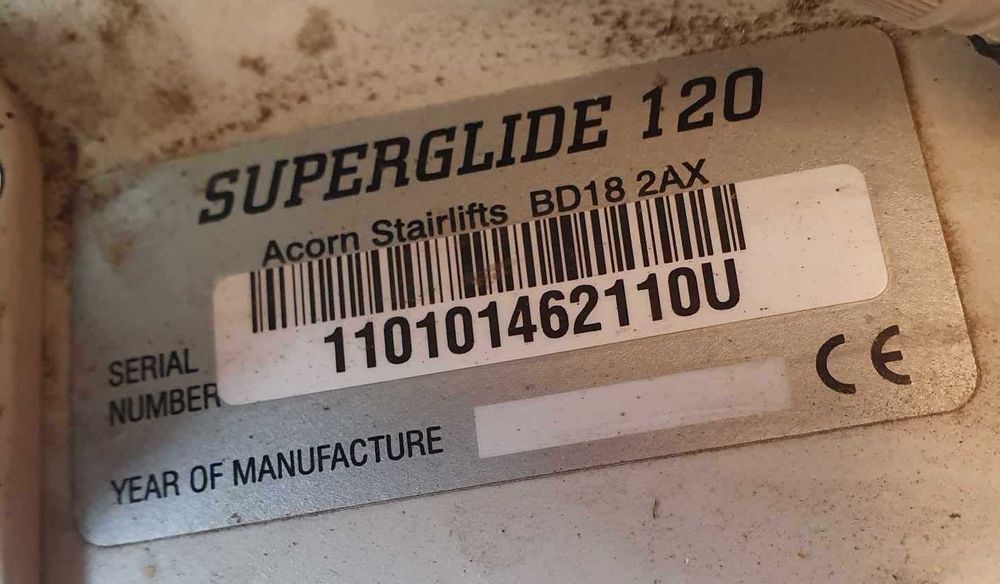 SUPERGLIDE 120
Acorn Stairlifts BD18 2AX
110101462110U
SERIAL
NUMBER
YEAR OF MANUFACTURE
CE